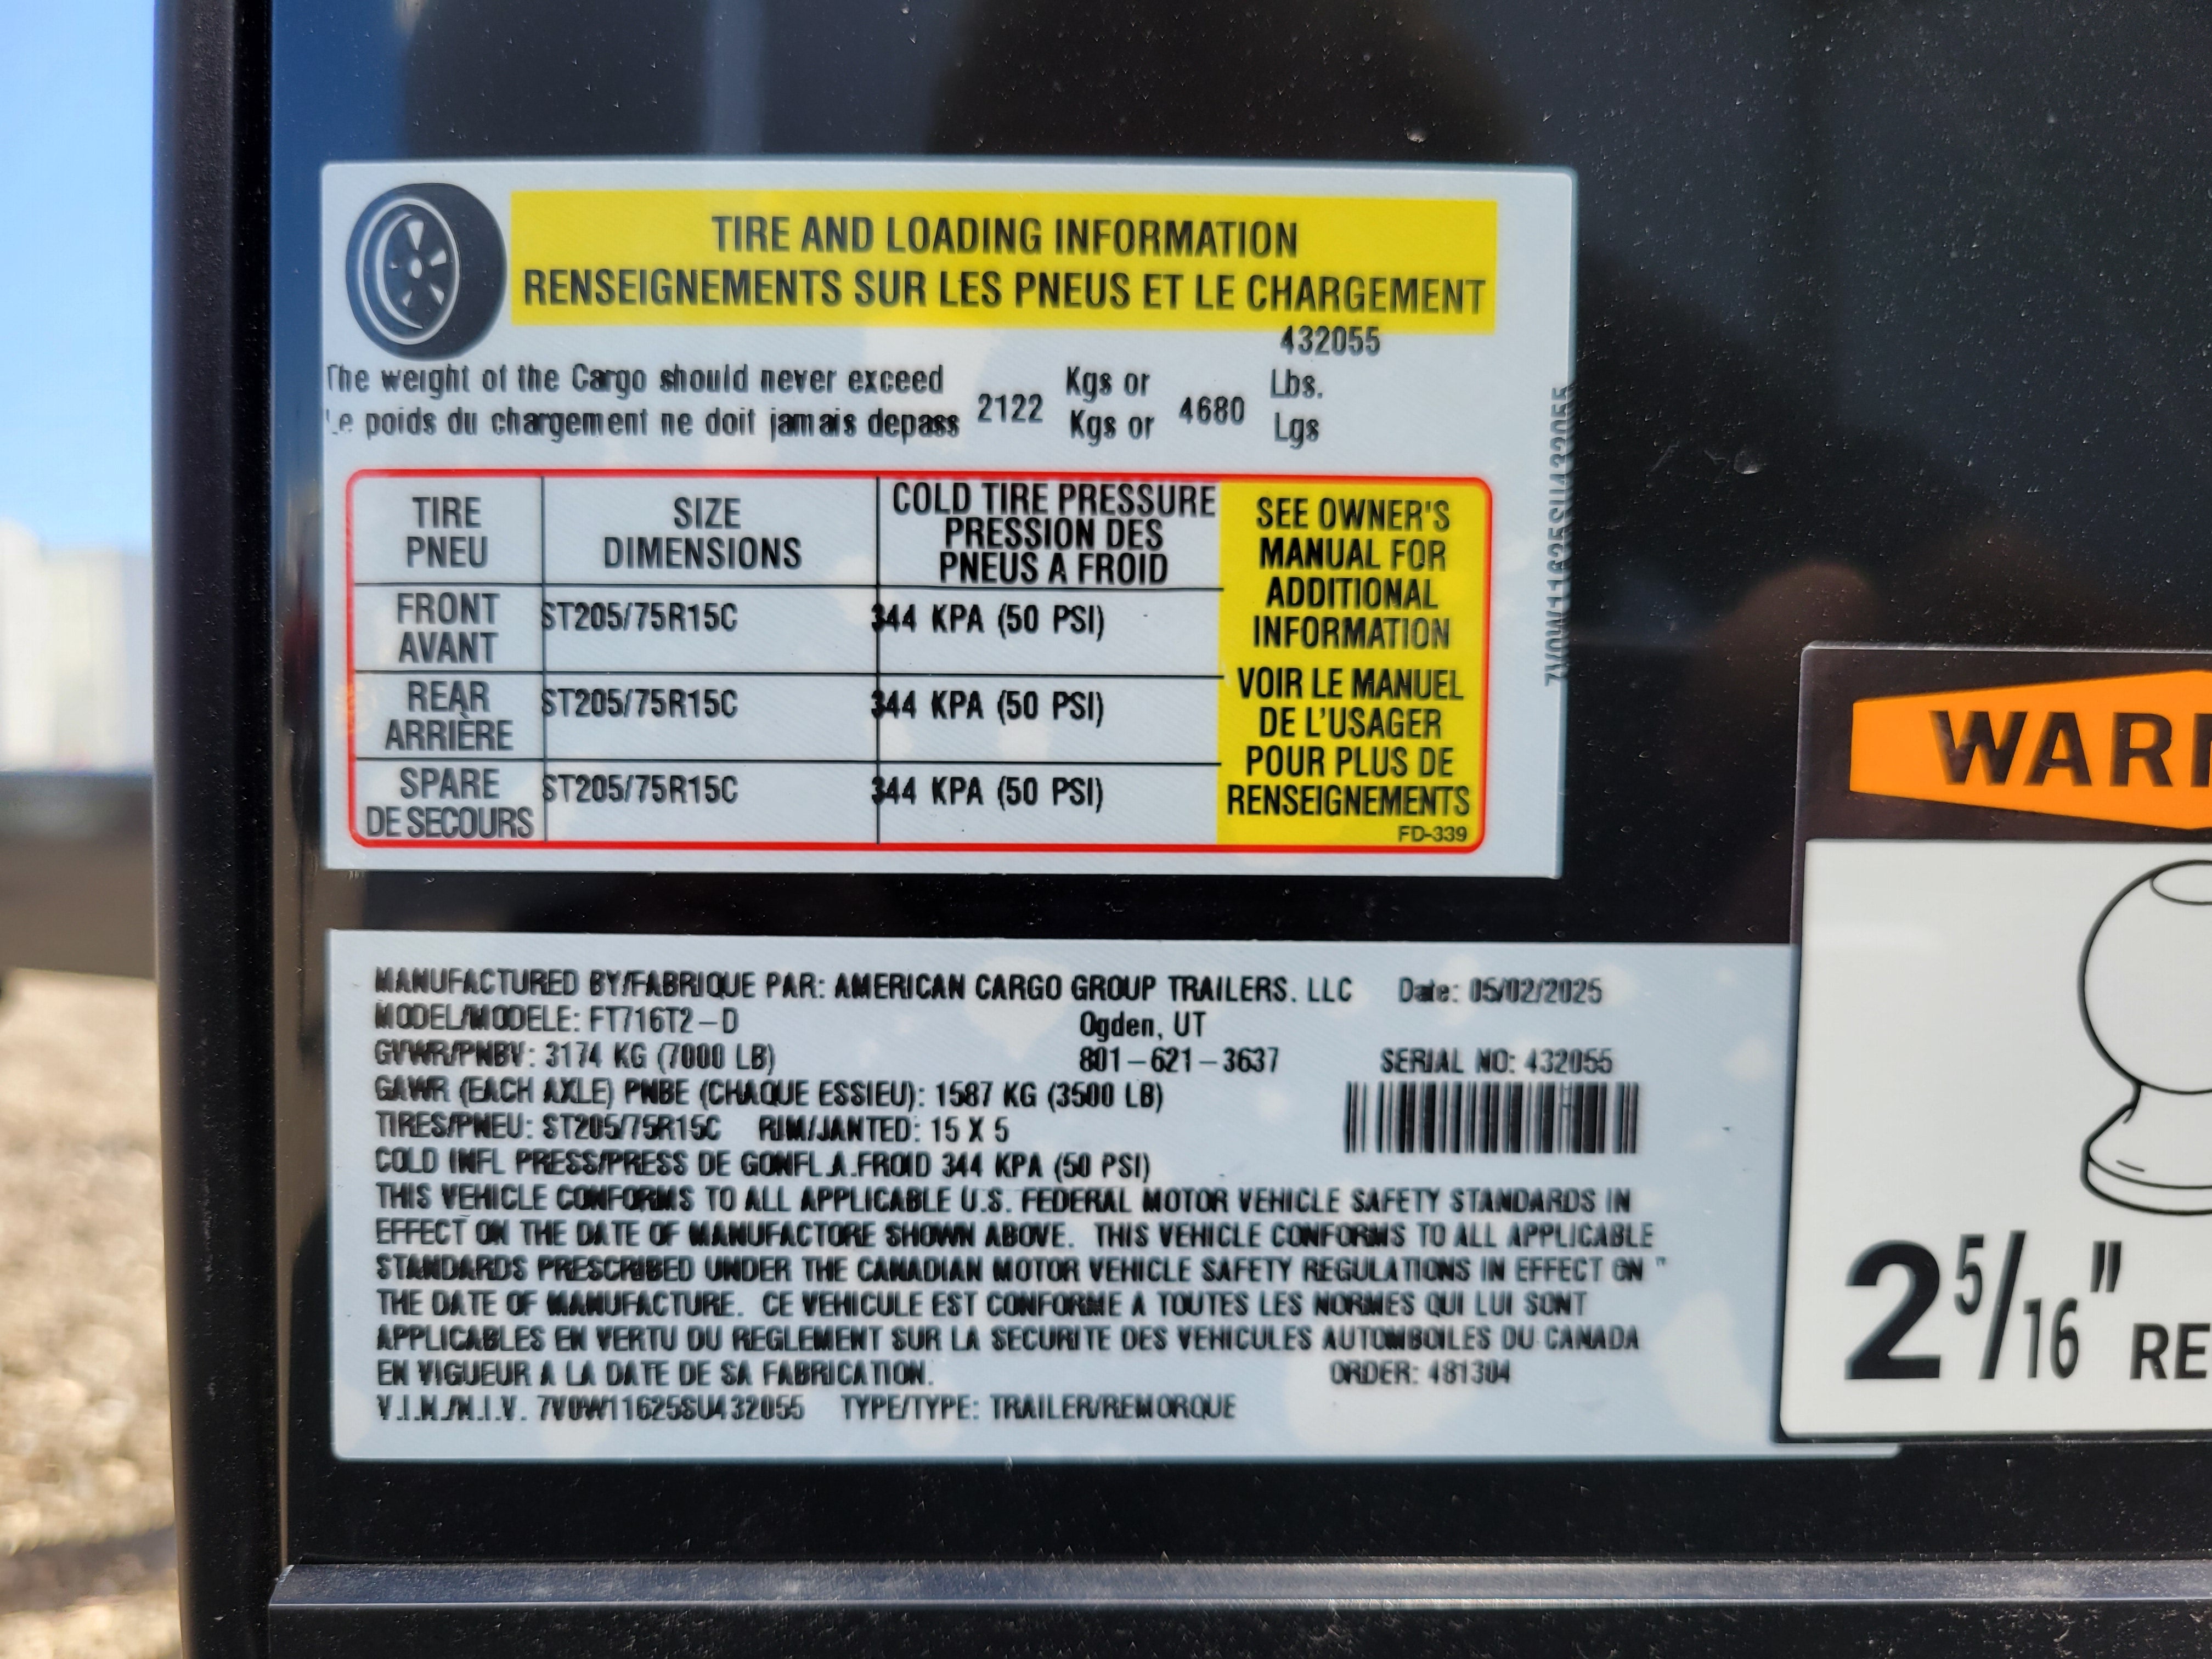 TIRE AND LOADING INFORMATION
RENSEIGNEMENTS SUR LES PNEUS ET LE CHARGEMENT
432055
The weight of the Cargo should never exceed 2122 Kgs or 4680 Lbs.
Le poids du chargement ne doit jamais depass Kgs or Lgs
TIRE PNEU
SIZE DIMENSIONS
COLD TIRE PRESSURE
PRESSION DES
PNEUS A FROID
FRONT AVANT
ST205/75R15C
344 KPA (50 PSI)
REAR ARRIÈRE
ST205/75R15C
344 KPA (50 PSI)
SPARE DE SECOURS
ST205/75R15C
344 KPA (50 PSI)
SEE OWNER'S
MANUAL FOR
ADDITIONAL
INFORMATION
VOIR LE MANUEL
DE L'USAGER
POUR PLUS DE
RENSEIGNEMENTS
FD-339
7V0W11625SU432055
MANUFACTURED BY/FABRIQUE PAR: AMERICAN CARGO GROUP TRAILERS, LLC Date: 05/02/2025
MODEL/MODELE: FT716T2-D Ogden, UT
GVWR/PNBV: 3174 KG (7000 LB) 801-621-3637 SERIAL NO: 432055
GAWR (EACH AXLE) PNBE (CHAQUE ESSIEU): 1587 KG (3500 LB)
TIRES/PNEU: ST205/75R15C RIM/JANTED: 15 X 5
COLD INFL PRESS/PRESS DE GONFL.A.FROID 344 KPA (50 PSI)
THIS VEHICLE CONFORMS TO ALL APPLICABLE U.S. FEDERAL MOTOR VEHICLE SAFETY STANDARDS IN
EFFECT ON THE DATE OF MANUFACTORE SHOWN ABOVE. THIS VEHICLE CONFORMS TO ALL APPLICABLE
STANDARDS PRESCRIBED UNDER THE CANADIAN MOTOR VEHICLE SAFETY REGULATIONS IN EFFECT ON "
THE DATE OF MANUFACTURE. CE VEHICULE EST CONFORME A TOUTES LES NORMES QUI LUI SONT
APPLICABLES EN VERTU DU REGLEMENT SUR LA SECURITE DES VEHICULES AUTOMBOILES DU CANADA
EN VIGUEUR A LA DATE DE SA FABRICATION. ORDER: 481304
V.I.N./N.I.V. 7V0W11625SU432055 TYPE/TYPE: TRAILER/REMORQUE
WARN
2 5/16" RE